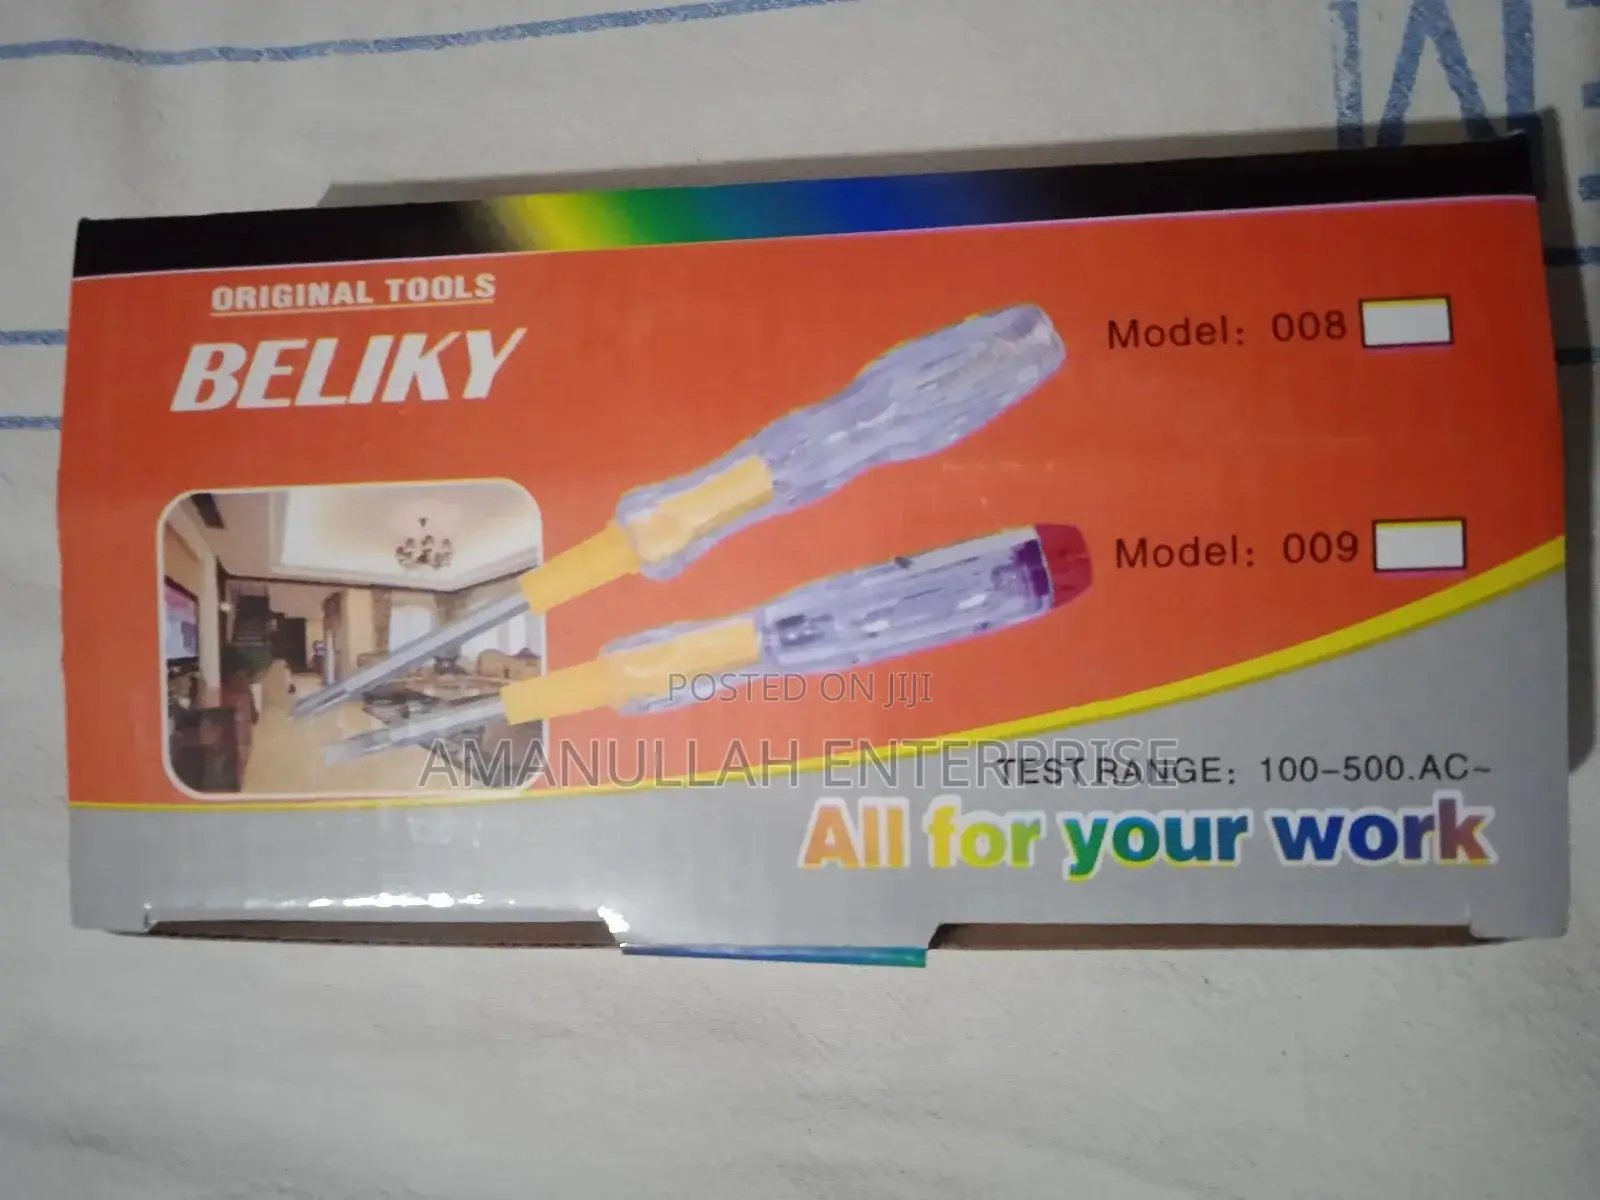 ORIGINAL TOOLS
BELIKY
Model: 008
Model: 009
POSTED ON JIJI
AMANULLAH ENTERPRISE
TEST RANGE: 100-500.AC~
All for your work